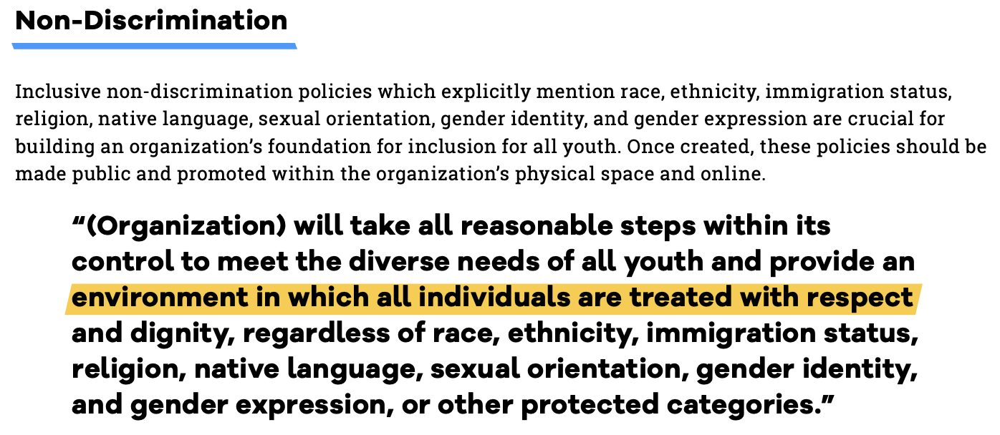 Non-Discrimination
Inclusive non-discrimination policies which explicitly mention race, ethnicity, immigration status,
religion, native language, sexual orientation, gender identity, and gender expression are crucial for
building an organization’s foundation for inclusion for all youth. Once created, these policies should be
made public and promoted within the organization’s physical space and online.
“(Organization) will take all reasonable steps within its
control to meet the diverse needs of all youth and provide an
environment in which all individuals are treated with respect
and dignity, regardless of race, ethnicity, immigration status,
religion, native language, sexual orientation, gender identity,
and gender expression, or other protected categories.”